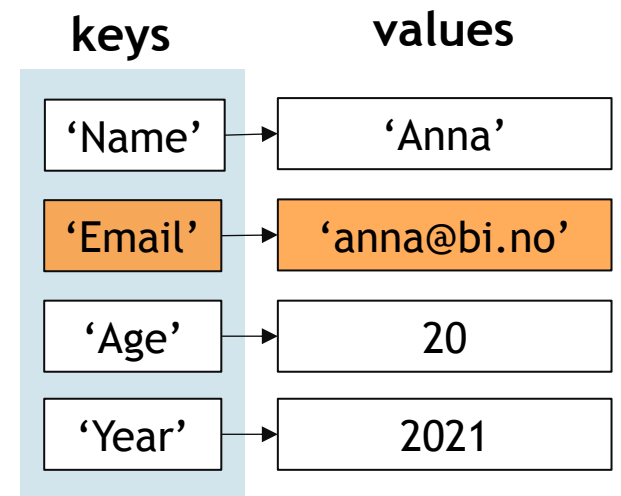 keys values
‘Name’ ‘Anna’
‘Email’ ‘anna@bi.no’
‘Age’ 20
‘Year’ 2021